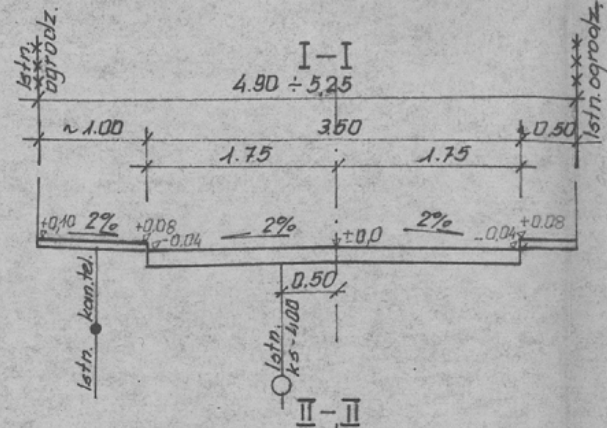 Istn.
ogrodz.
I-I
4.90 ÷ 5.25
Istn. ogrodz.
~1.00
3.50
0.50
1.75
1.75
+0,10
2%
+0.08
-0.04
2%
±0,0
2%
-0.04
+0.08
0.50
Istn. kan.tel.
Istn.
ks-400
II-II